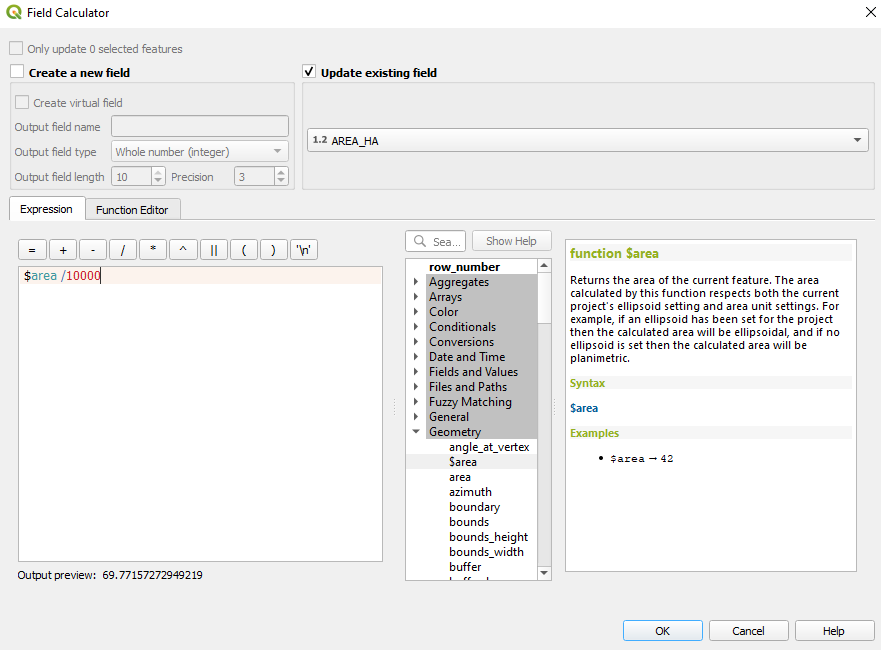 Field Calculator
Only update 0 selected features
Create a new field
Update existing field
Create virtual field
Output field name
Output field type Whole number (integer)
Output field length 10 Precision 3
1.2 AREA_HA
Expression Function Editor
= + - / * ^ || ( ) '\n'
$area /10000
Output preview: 69.77157272949219
Sea... Show Help
row_number
Aggregates
Arrays
Color
Conditionals
Conversions
Date and Time
Fields and Values
Files and Paths
Fuzzy Matching
General
Geometry
angle_at_vertex
$area
area
azimuth
boundary
bounds
bounds_height
bounds_width
buffer
function $area
Returns the area of the current feature. The area
calculated by this function respects both the current
project's ellipsoid setting and area unit settings. For
example, if an ellipsoid has been set for the project
then the calculated area will be ellipsoidal, and if no
ellipsoid is set then the calculated area will be
planimetric.
Syntax
$area
Examples
• $area → 42
OK Cancel Help